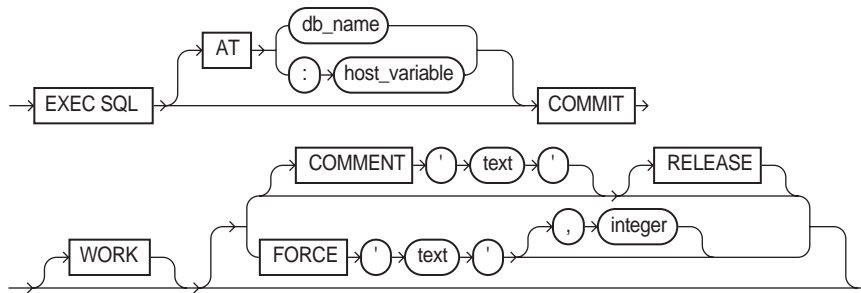 db_name
AT
: host_variable
EXEC SQL COMMIT
COMMENT ' text ' RELEASE
WORK FORCE ' text ' , integer